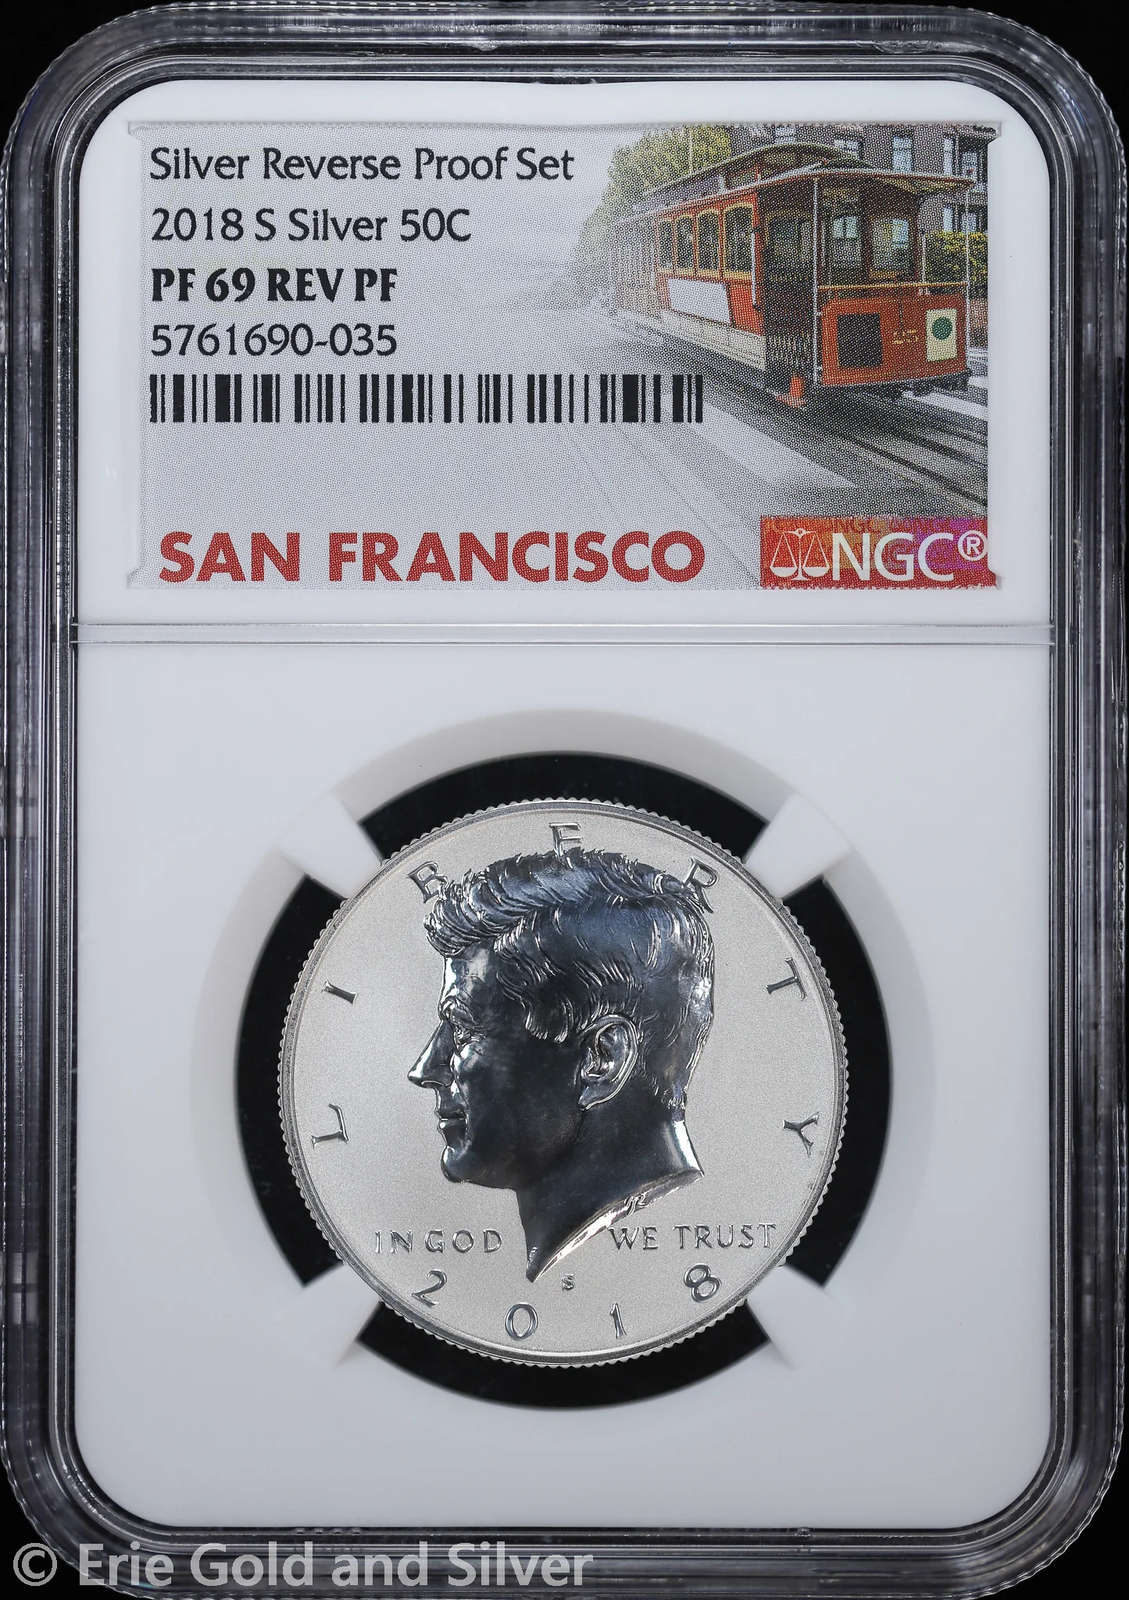 Silver Reverse Proof Set
2018 S Silver 50C
PF 69 REV PF
5761690-035
SAN FRANCISCO
NGC®
LIBERTY
IN GOD WE TRUST
S
2018
© Erie Gold and Silver